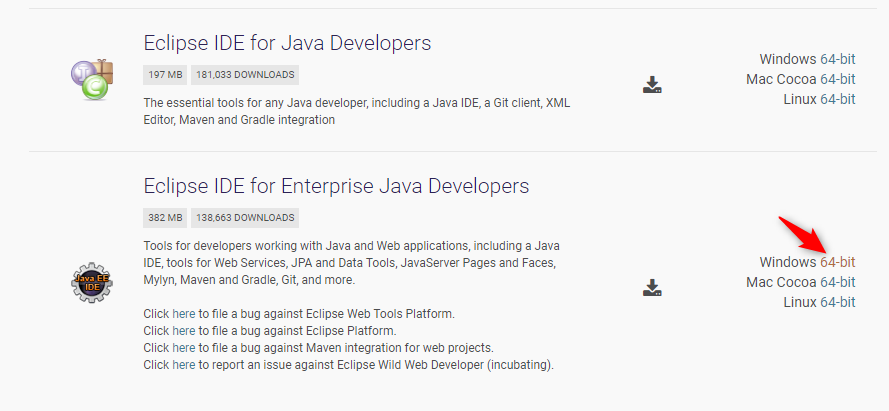 Eclipse IDE for Java Developers
197 MB 181,033 DOWNLOADS
The essential tools for any Java developer, including a Java IDE, a Git client, XML
Editor, Maven and Gradle integration
Windows 64-bit
Mac Cocoa 64-bit
Linux 64-bit
Eclipse IDE for Enterprise Java Developers
382 MB 138,663 DOWNLOADS
Tools for developers working with Java and Web applications, including a Java
IDE, tools for Web Services, JPA and Data Tools, JavaServer Pages and Faces,
Mylyn, Maven and Gradle, Git, and more.
Click here to file a bug against Eclipse Web Tools Platform.
Click here to file a bug against Eclipse Platform.
Click here to file a bug against Maven integration for web projects.
Click here to report an issue against Eclipse Wild Web Developer (incubating).
Java EE
IDE
Windows 64-bit
Mac Cocoa 64-bit
Linux 64-bit